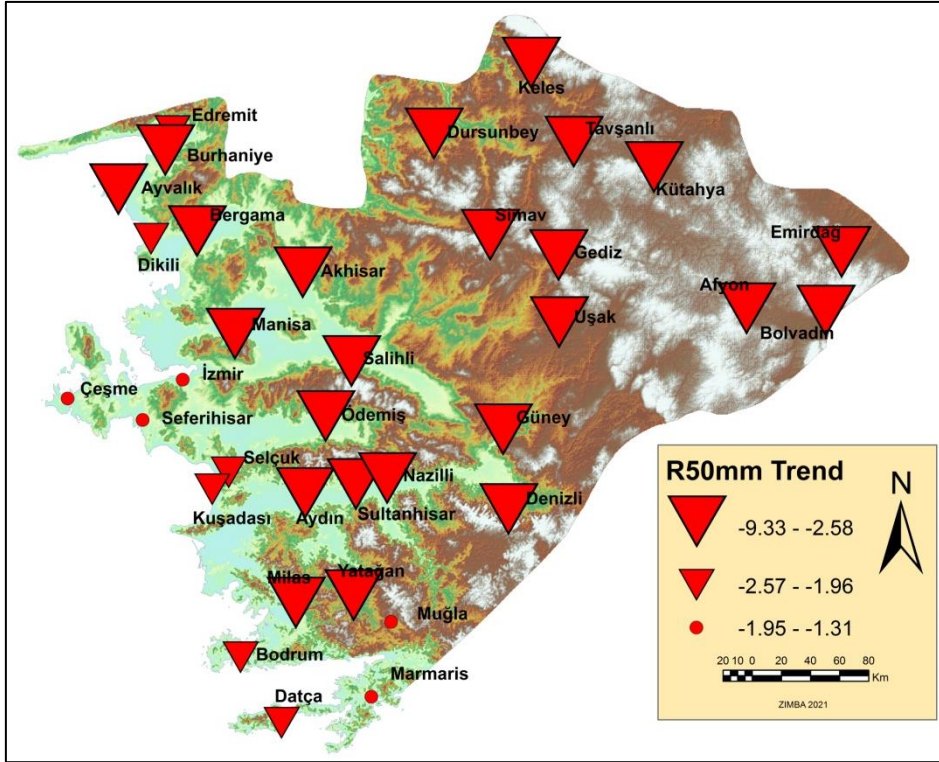 Keles
Edremit
Dursunbey
Tavşanlı
Burhaniye
Ayvalık
Kütahya
Bergama
Simav
Emirdağ
Dikili
Gediz
Akhisar
Afyon
Uşak
Manisa
Bolvadin
Salihli
İzmir
Çeşme
Seferihisar
Ödemiş
Güney
Selçuk
Nazilli
Kuşadası
Aydın
Sultanhisar
Denizli
Milas
Yatağan
Muğla
Bodrum
Marmaris
Datça
R50mm Trend
N
-9.33 - -2.58
-2.57 - -1.96
-1.95 - -1.31
20 10 0 20 40 60 80
Km
ZIMBA 2021